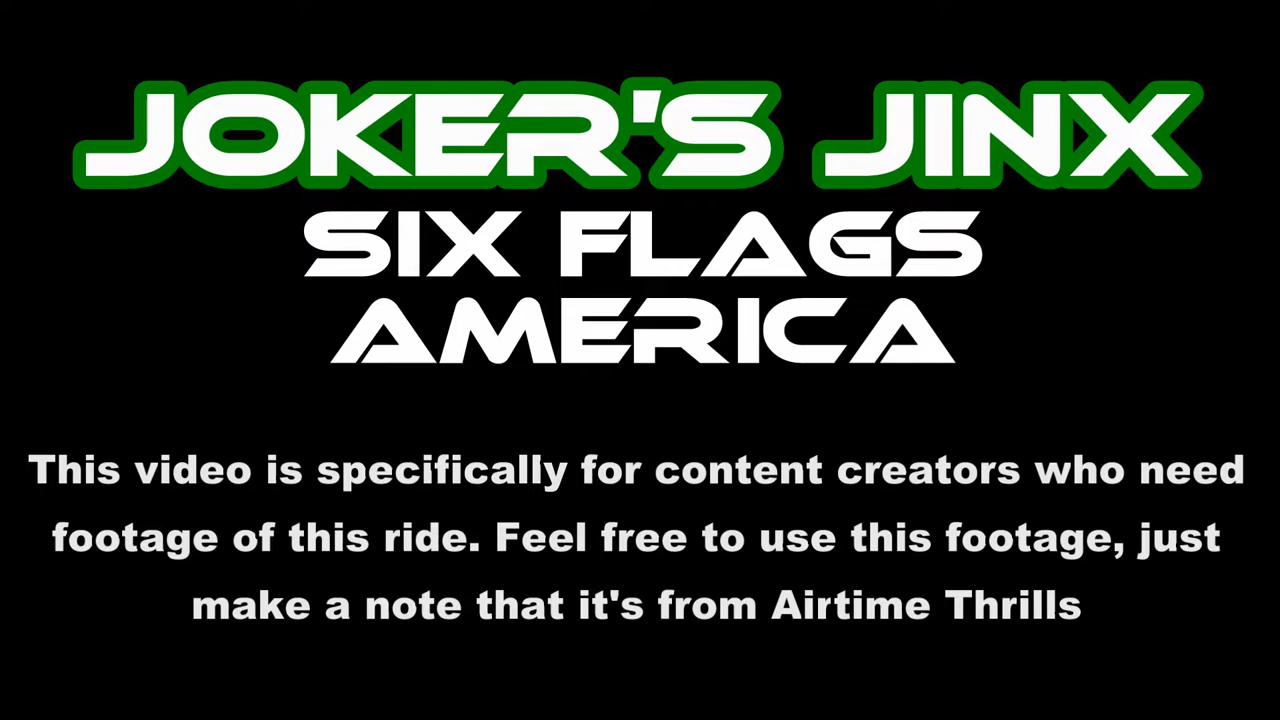 JOKER'S JINX
SIX FLAGS
AMERICA
This video is specifically for content creators who need
footage of this ride. Feel free to use this footage, just
make a note that it's from Airtime Thrills